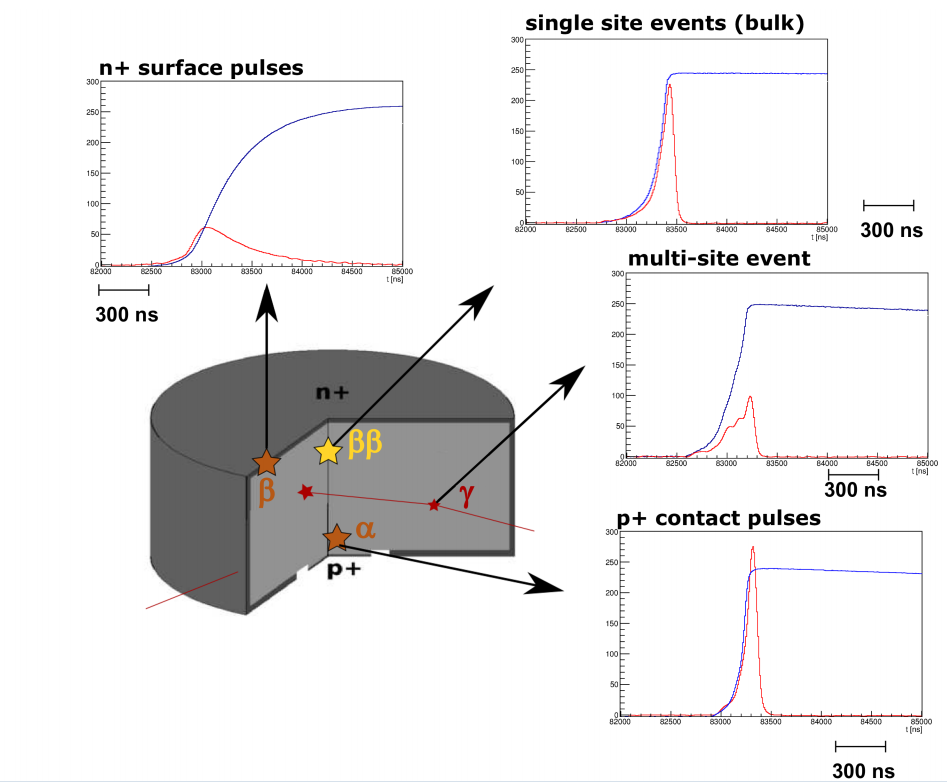 single site events (bulk)
300
250
200
150
100
50
0
82000 82500 83000 83500 84000 84500 85000
t [ns]
300 ns
n+ surface pulses
300
250
200
150
100
50
0
82000 82500 83000 83500 84000 84500 85000
t [ns]
300 ns
multi-site event
300
250
200
150
100
50
0
82000 82500 83000 83500 84000 84500 85000
t [ns]
300 ns
n+
ββ
β
γ
α
p+
p+ contact pulses
300
250
200
150
100
50
0
82000 82500 83000 83500 84000 84500 85000
t [ns]
300 ns